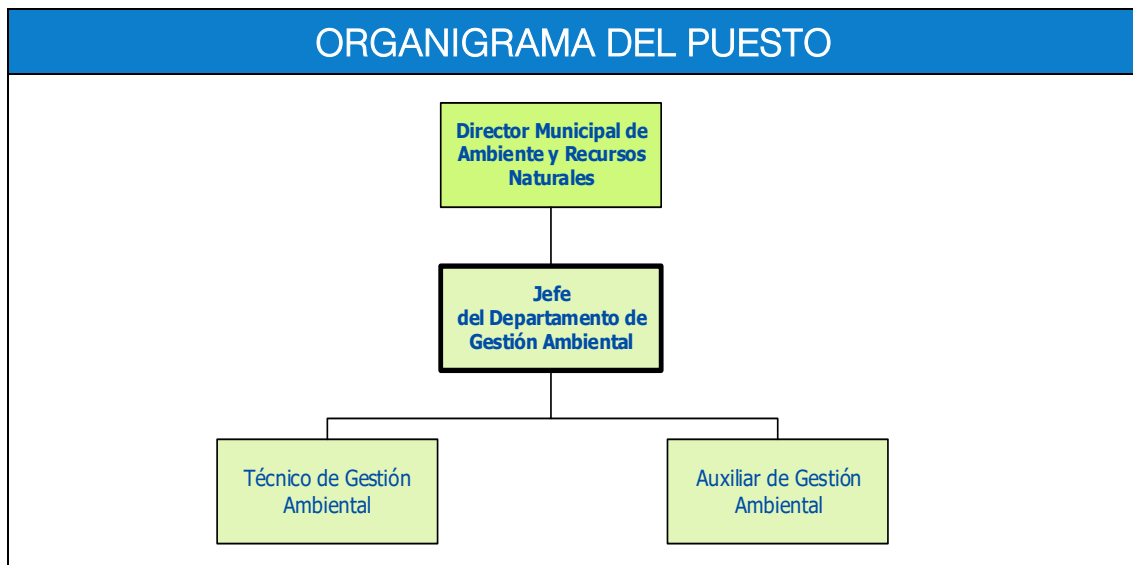 ORGANIGRAMA DEL PUESTO
Director Municipal de
Ambiente y Recursos
Naturales
Jefe
del Departamento de
Gestión Ambiental
Técnico de Gestión
Ambiental
Auxiliar de Gestión
Ambiental